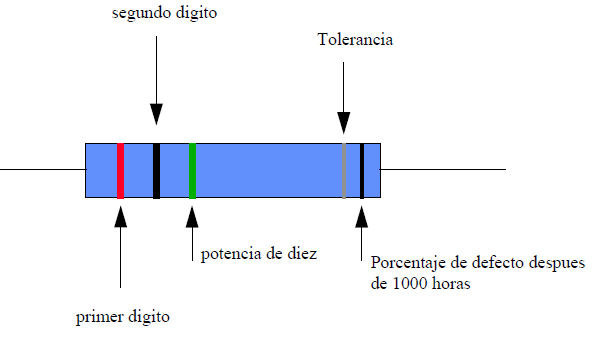 segundo digito
Tolerancia
potencia de diez
Porcentaje de defecto despues
de 1000 horas
primer digito